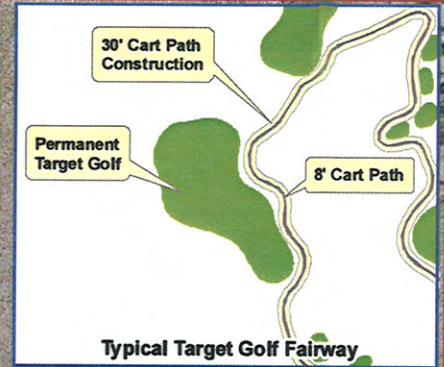 30' Cart Path
Construction
Permanent
Target Golf
8' Cart Path
Typical Target Golf Fairway